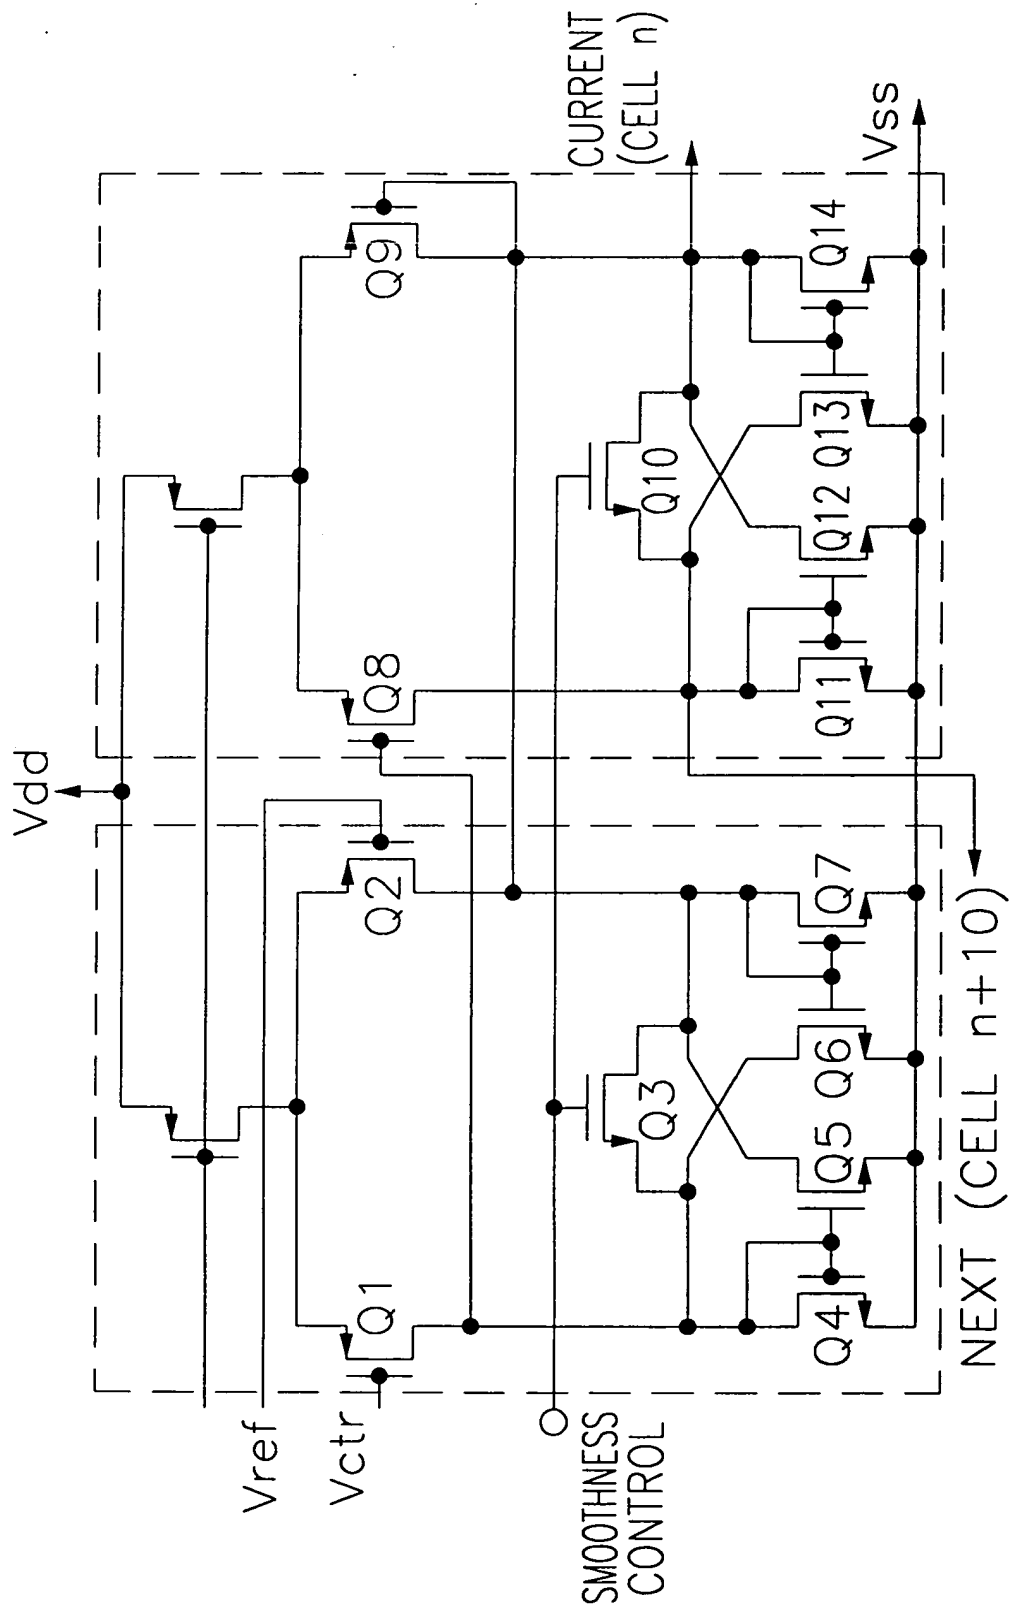 Vdd
Vref
Vctr
SMOOTHNESS
CONTROL
Q1
Q2
Q8
Q9
Q3
Q10
CURRENT
(CELL n)
Q4
Q5
Q6
Q7
Q11
Q12
Q13
Q14
Vss
NEXT (CELL n+10)